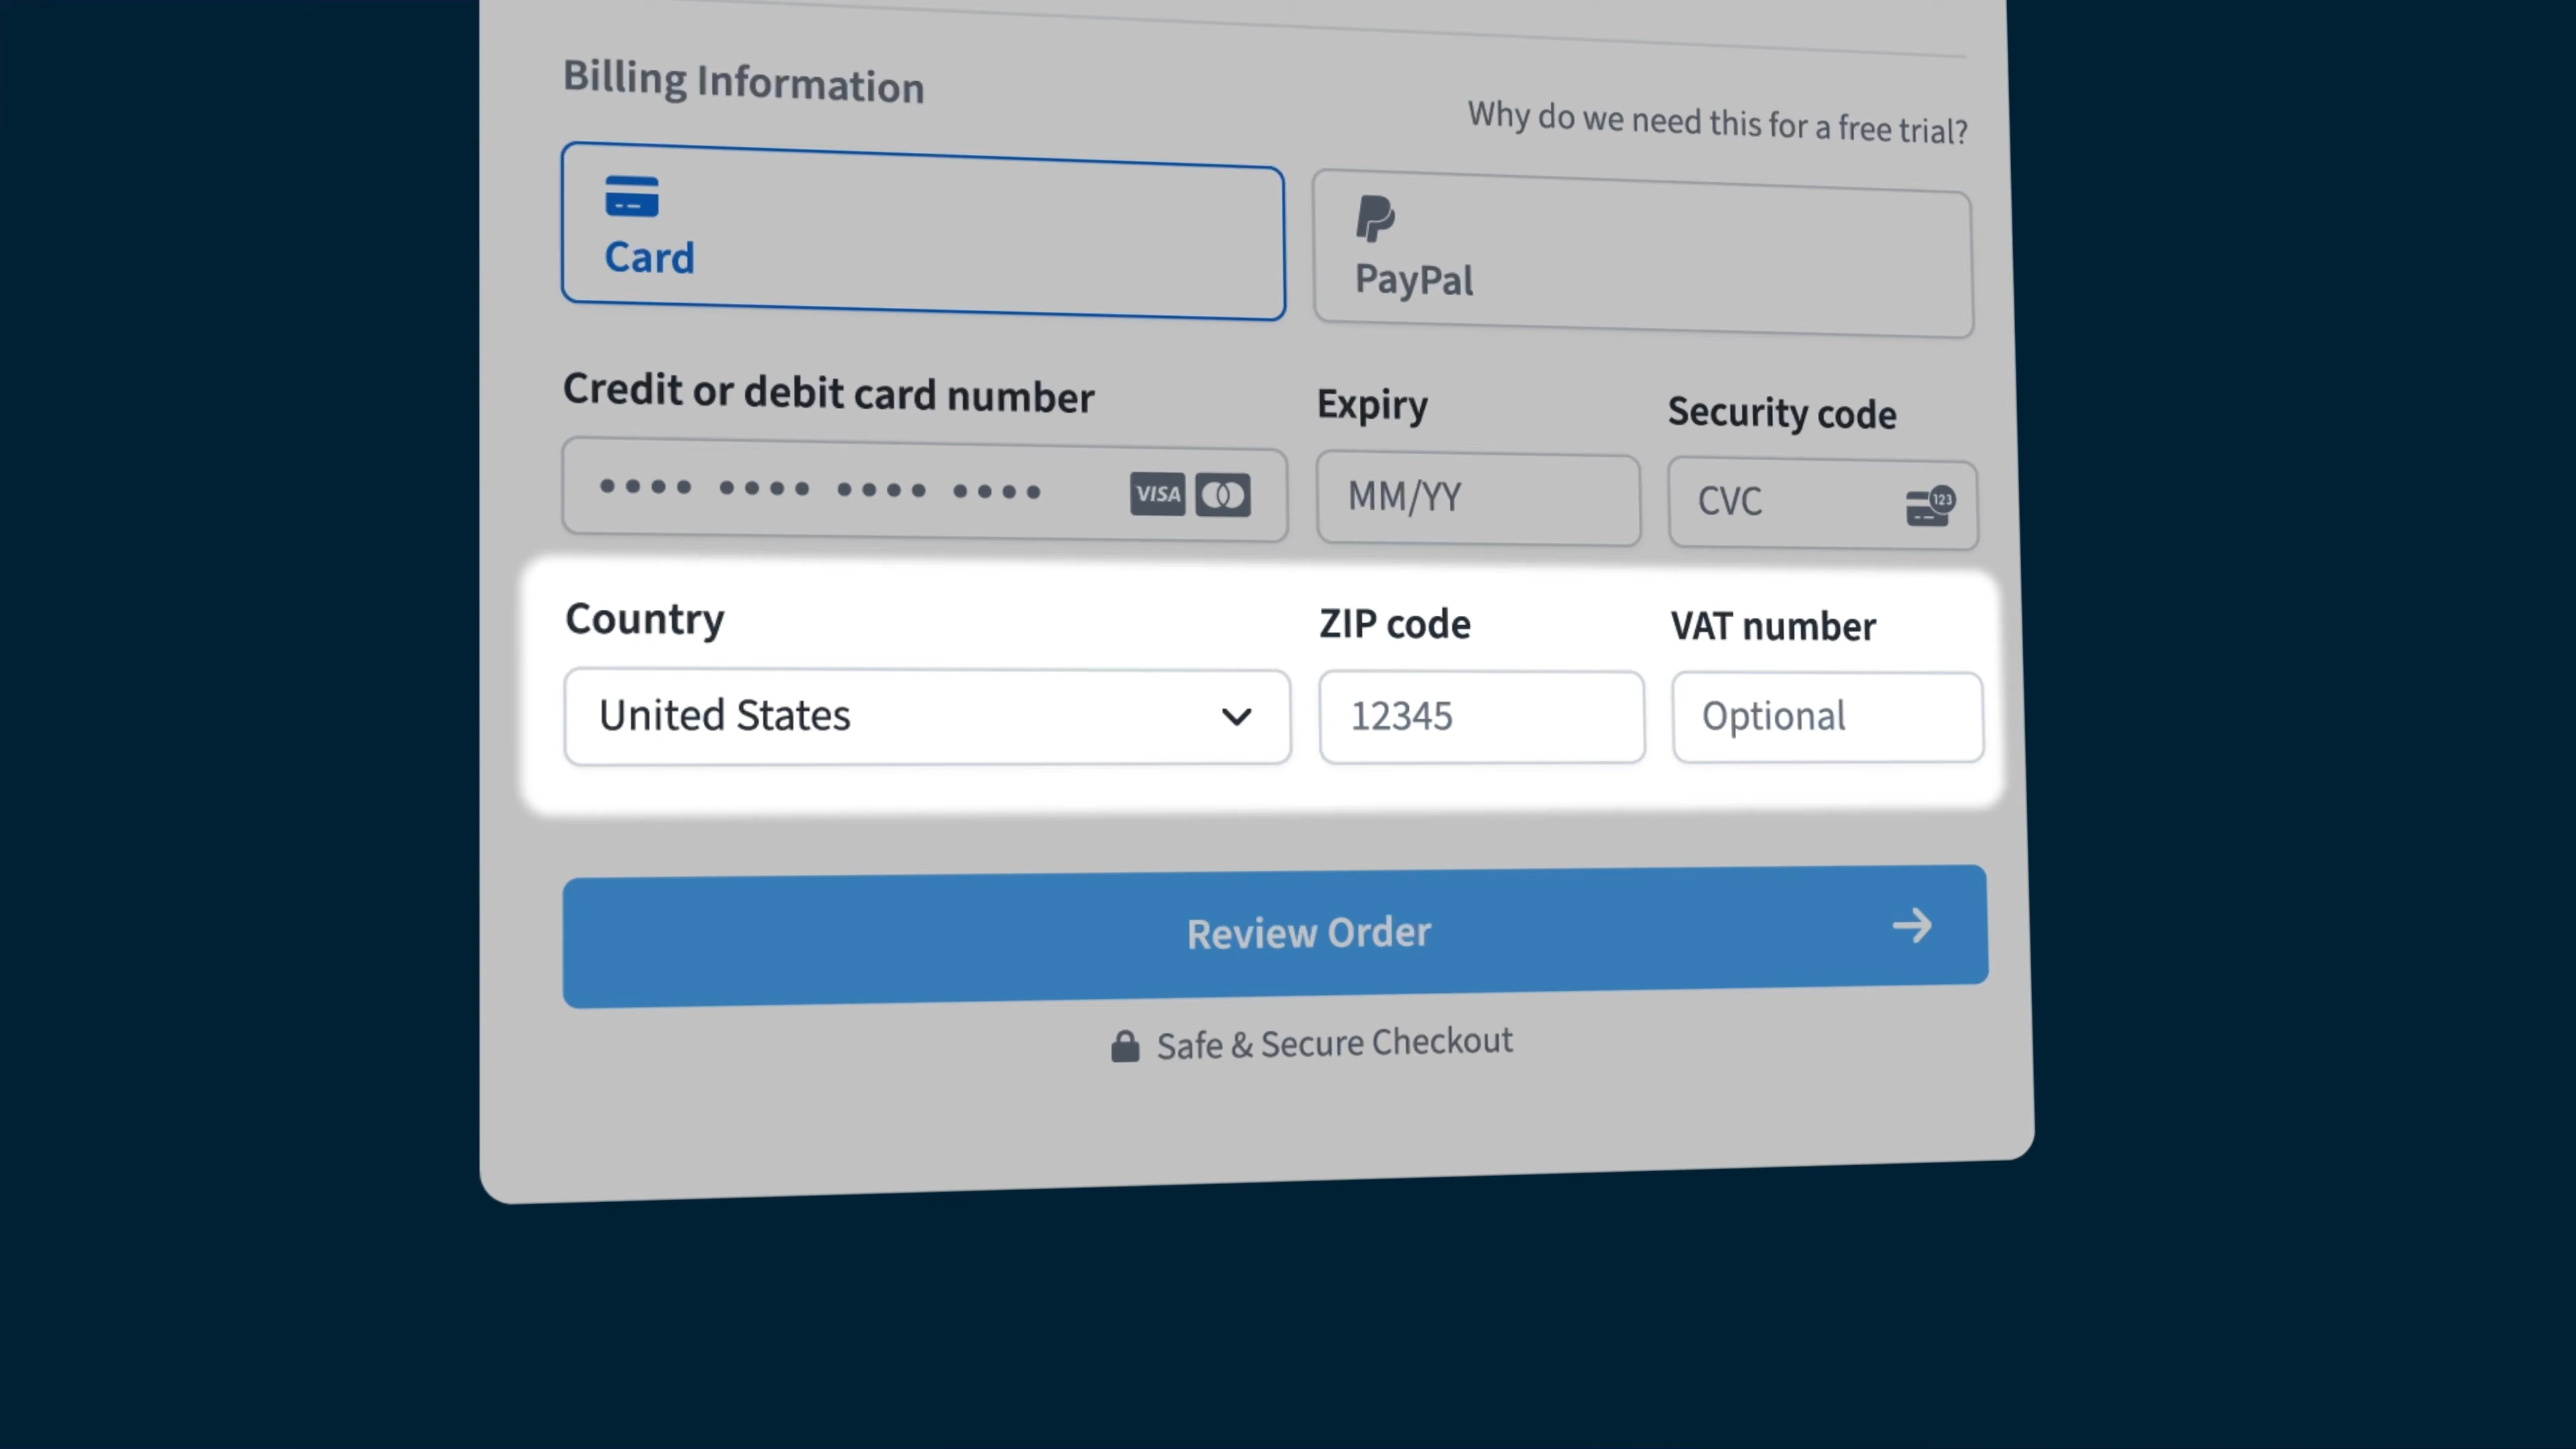 Billing Information
Why do we need this for a free trial?
Card
PayPal
Credit or debit card number
Expiry
Security code
•••• •••• •••• ••••
VISA
MM/YY
CVC
123
Country
ZIP code
VAT number
United States
12345
Optional
Review Order
Safe & Secure Checkout